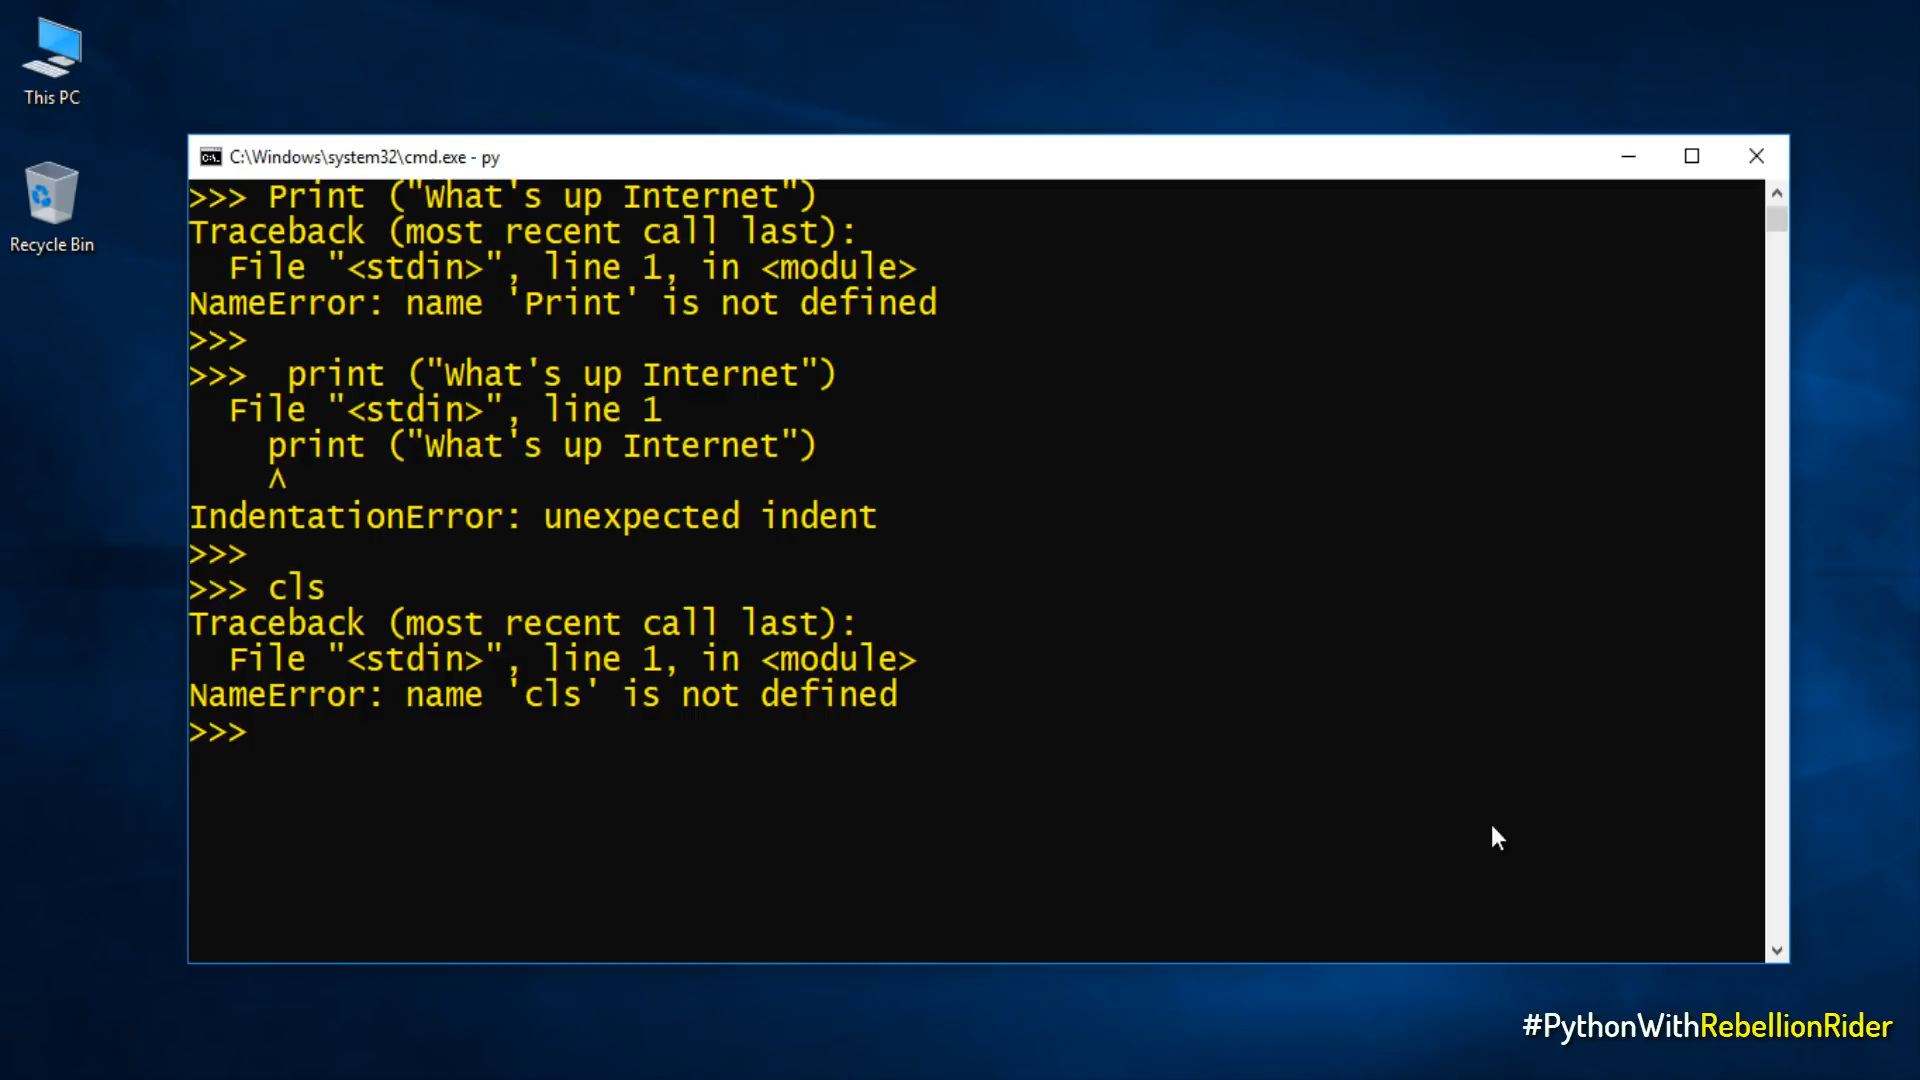 This PC
Recycle Bin
C:\Windows\system32\cmd.exe - py
>>> Print ("What's up Internet")
Traceback (most recent call last):
  File "<stdin>", line 1, in <module>
NameError: name 'Print' is not defined
>>>
>>>  print ("What's up Internet")
  File "<stdin>", line 1
    print ("What's up Internet")
    ^
IndentationError: unexpected indent
>>>
>>> cls
Traceback (most recent call last):
  File "<stdin>", line 1, in <module>
NameError: name 'cls' is not defined
>>>
#PythonWithRebellionRider